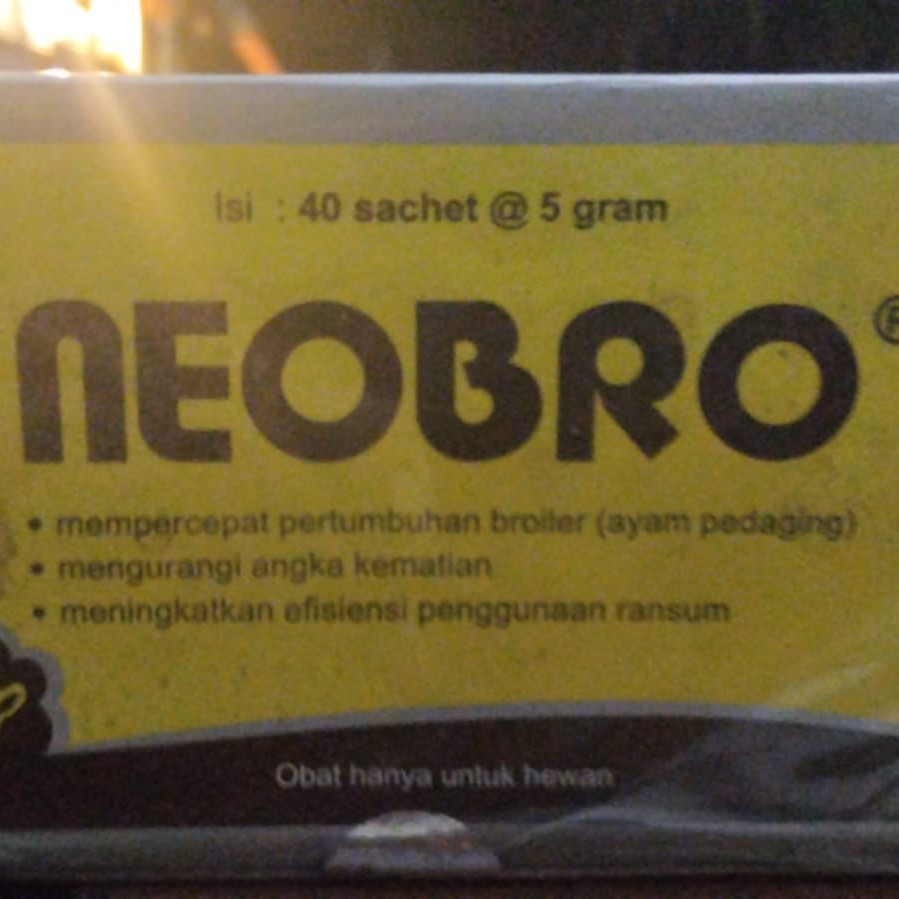 Isi : 40 sachet @ 5 gram
NEOBRO®
• mempercepat pertumbuhan broiler (ayam pedaging)
• mengurangi angka kematian
• meningkatkan efisiensi penggunaan ransum
Obat hanya untuk hewan